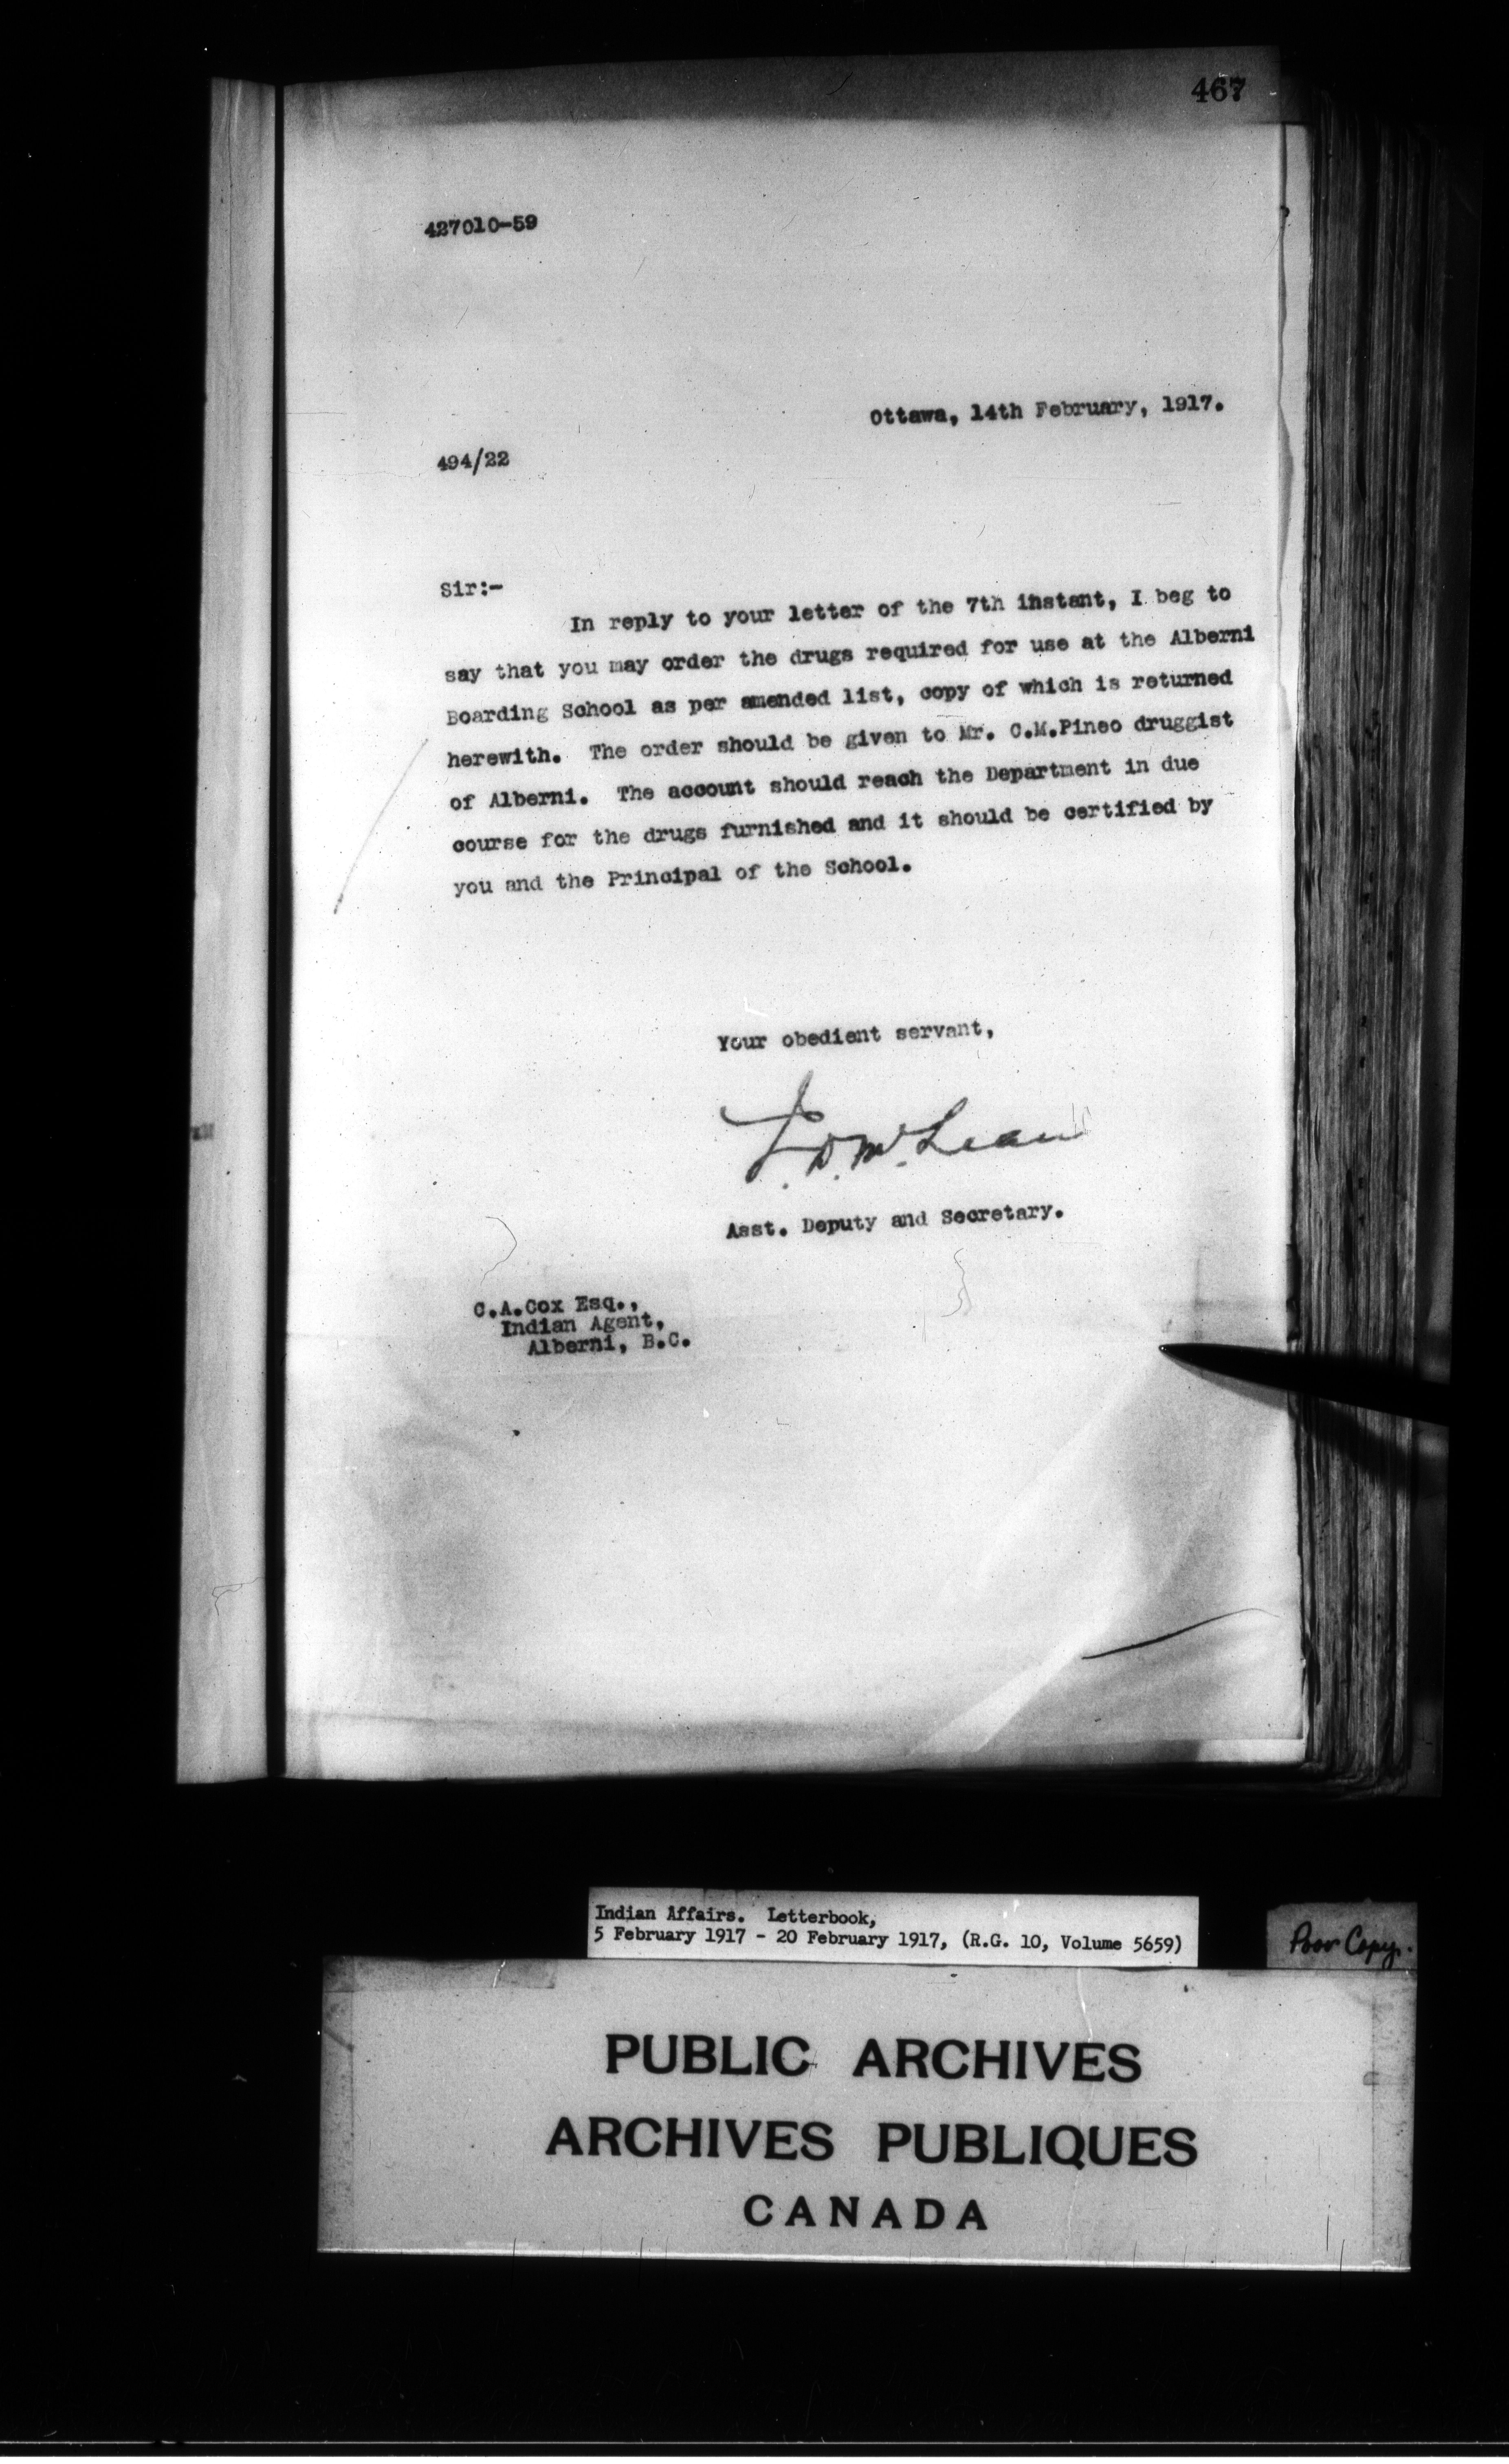 467
427010-59
Ottawa, 14th February, 1917.
494/22
Sir:-
In reply to your letter of the 7th instant, I beg to
say that you may order the drugs required for use at the Alberni
Boarding School as per amended list, copy of which is returned
herewith. The order should be given to Mr. C.M.Pineo druggist
of Alberni. The account should reach the Department in due
course for the drugs furnished and it should be certified by
you and the Principal of the School.
Your obedient servant,
J. D. McLean
Asst. Deputy and Secretary.
C.A.Cox Esq.,
Indian Agent,
Alberni, B.C.
Indian Affairs. Letterbook,
5 February 1917 - 20 February 1917, (R.G. 10, Volume 5659)
Poor Copy.
PUBLIC ARCHIVES
ARCHIVES PUBLIQUES
CANADA